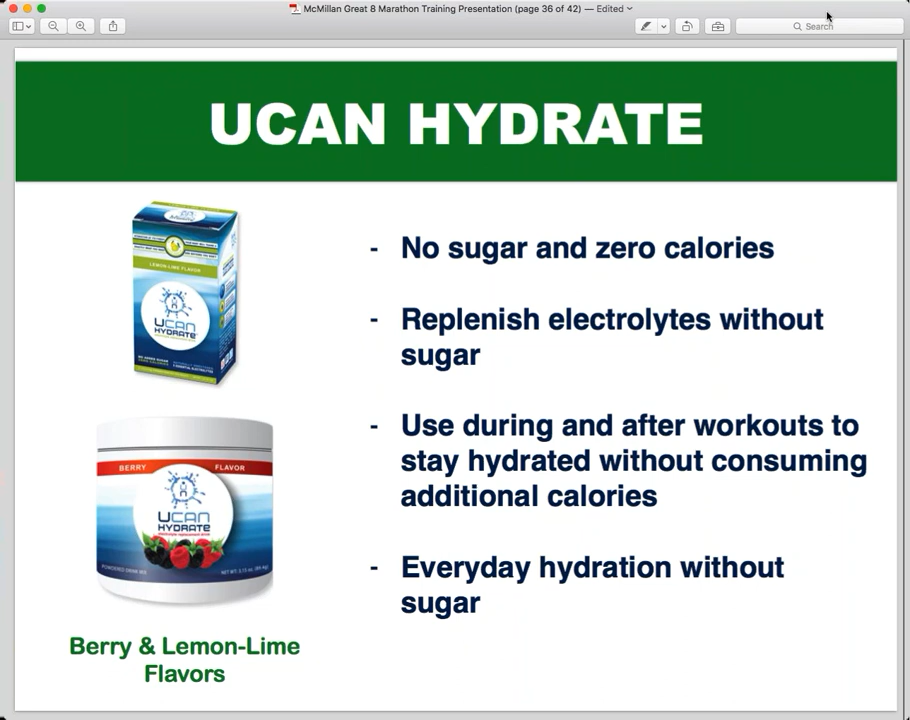 McMillan Great 8 Marathon Training Presentation (page 36 of 42) — Edited
Search
UCAN HYDRATE
LEMON-LIME FLAVOR
UCAN
HYDRATE
- No sugar and zero calories
- Replenish electrolytes without
sugar
- Use during and after workouts to
stay hydrated without consuming
additional calories
- Everyday hydration without
sugar
BERRY FLAVOR
UCAN
HYDRATE
Berry & Lemon-Lime
Flavors